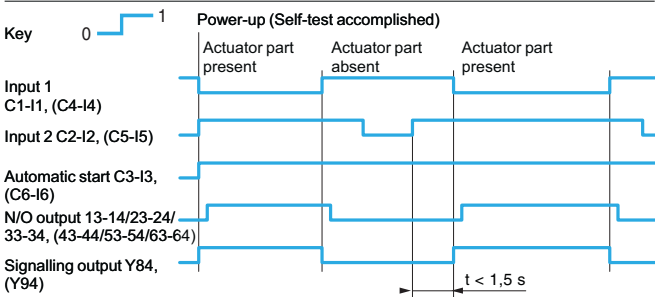 Key
0
1
Power-up (Self-test accomplished)
Actuator part
present
Actuator part
absent
Actuator part
present
Input 1
C1-I1, (C4-I4)
Input 2 C2-I2, (C5-I5)
Automatic start C3-I3,
(C6-I6)
N/O output 13-14/23-24/
33-34, (43-44/53-54/63-64)
Signalling output Y84,
(Y94)
t < 1,5 s